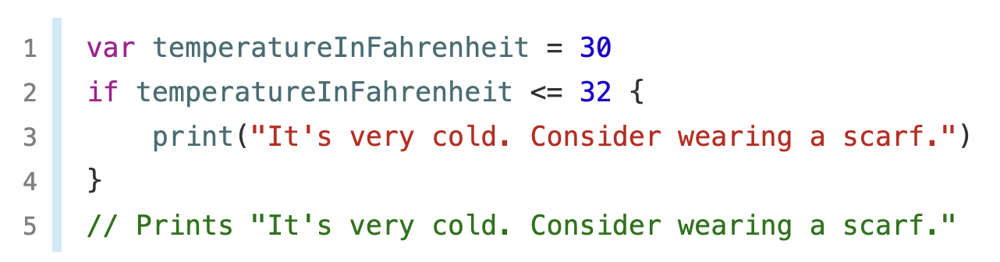 1 var temperatureInFahrenheit = 30
2 if temperatureInFahrenheit <= 32 {
3     print("It's very cold. Consider wearing a scarf.")
4 }
5 // Prints "It's very cold. Consider wearing a scarf."